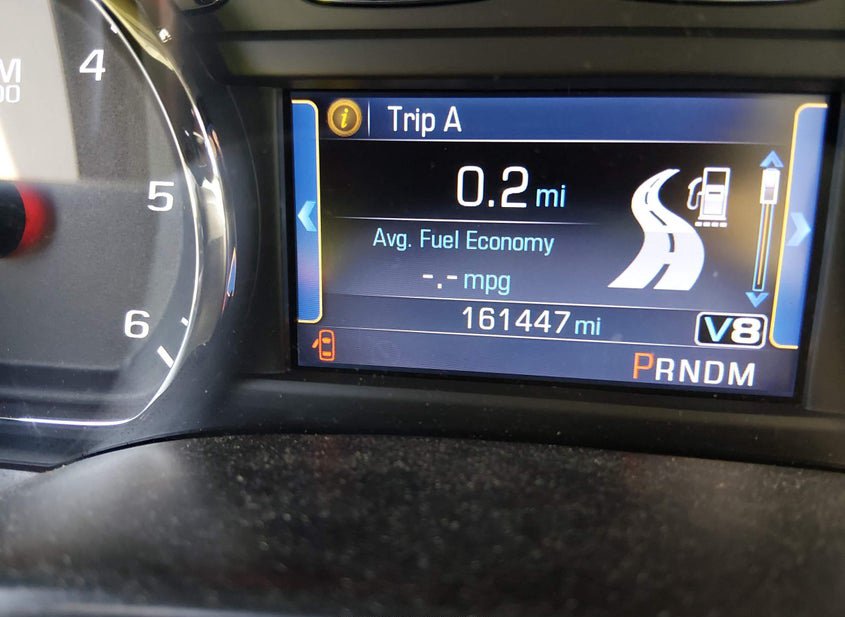 4
5
6
i Trip A
0.2 mi
Avg. Fuel Economy
-.- mpg
161447 mi V8
PRNDM